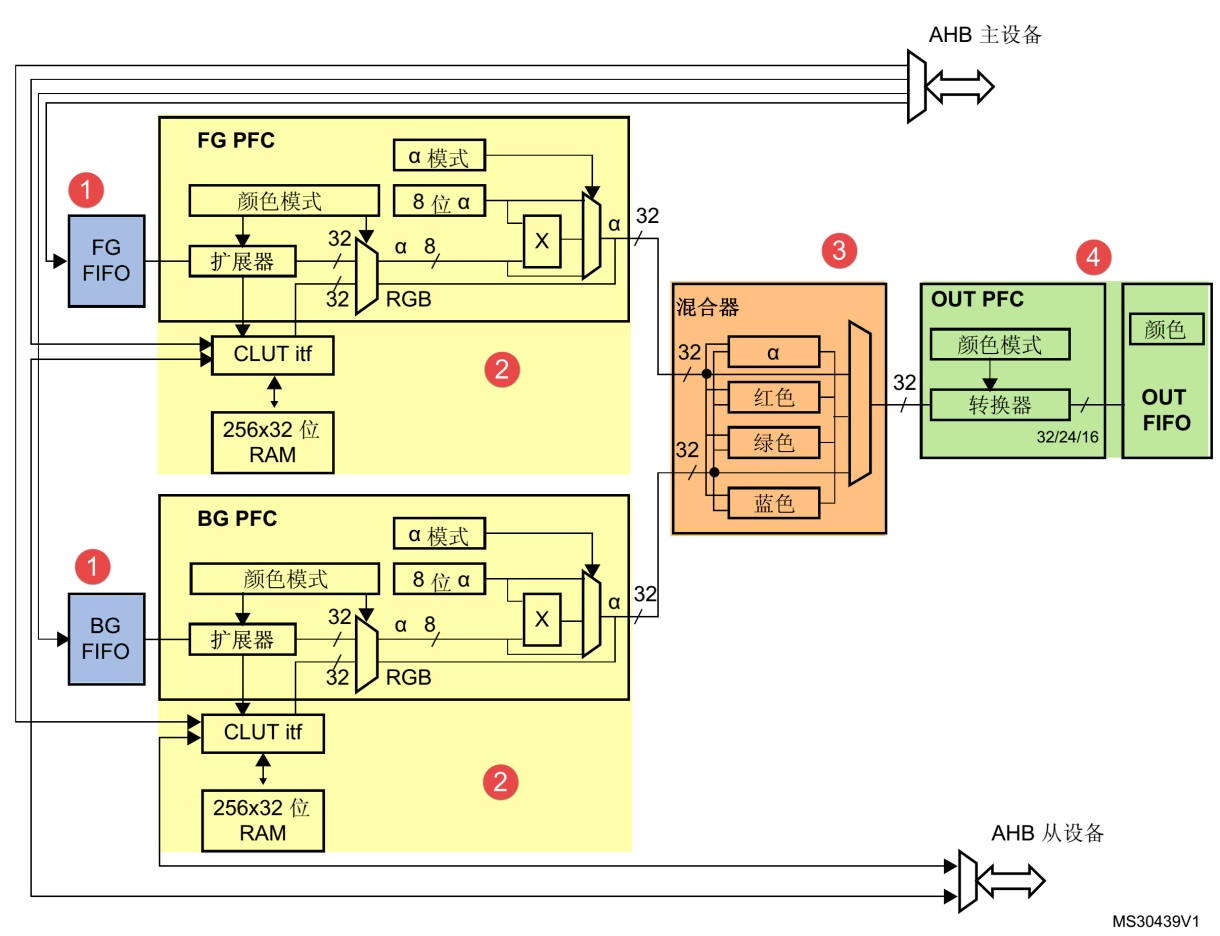 AHB 主设备
FG PFC
α 模式
1
颜色模式
8 位 α
FG
FIFO
扩展器
32
α 8
X
α
32
32
RGB
CLUT itf
2
256x32 位
RAM
3
混合器
32
α
红色
绿色
32
蓝色
32
4
OUT PFC
颜色模式
转换器
32/24/16
颜色
OUT
FIFO
BG PFC
α 模式
1
颜色模式
8 位 α
BG
FIFO
扩展器
32
α 8
X
α
32
32
RGB
CLUT itf
2
256x32 位
RAM
AHB 从设备
MS30439V1